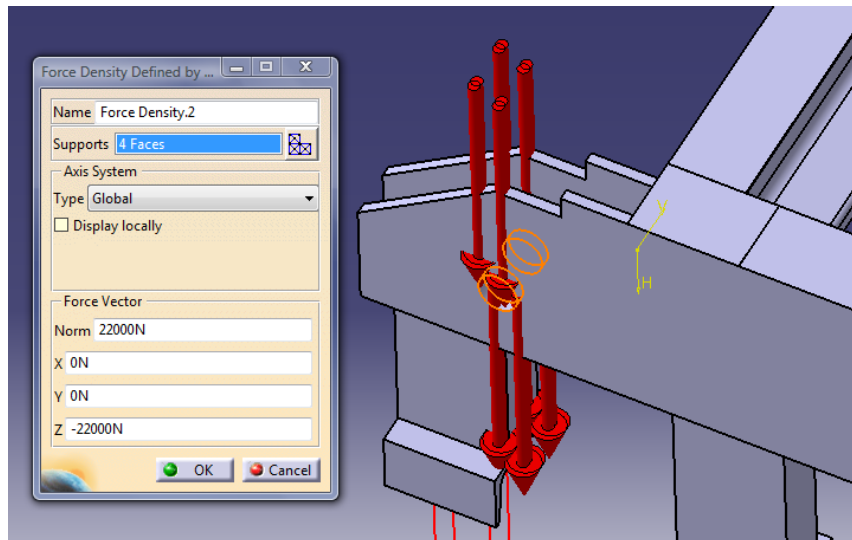 Force Density Defined by ...
Name Force Density.2
Supports 4 Faces
Axis System
Type Global
Display locally
Force Vector
Norm 22000N
X 0N
Y 0N
Z -22000N
OK Cancel
V
H